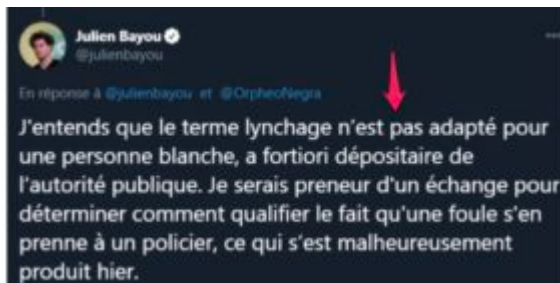 Julien Bayou
@julienbayou
En réponse à @julienbayou et @OrpheoNegra
J'entends que le terme lynchage n'est pas adapté pour
une personne blanche, a fortiori dépositaire de
l'autorité publique. Je serais preneur d'un échange pour
déterminer comment qualifier le fait qu'une foule s'en
prenne à un policier, ce qui s'est malheureusement
produit hier.